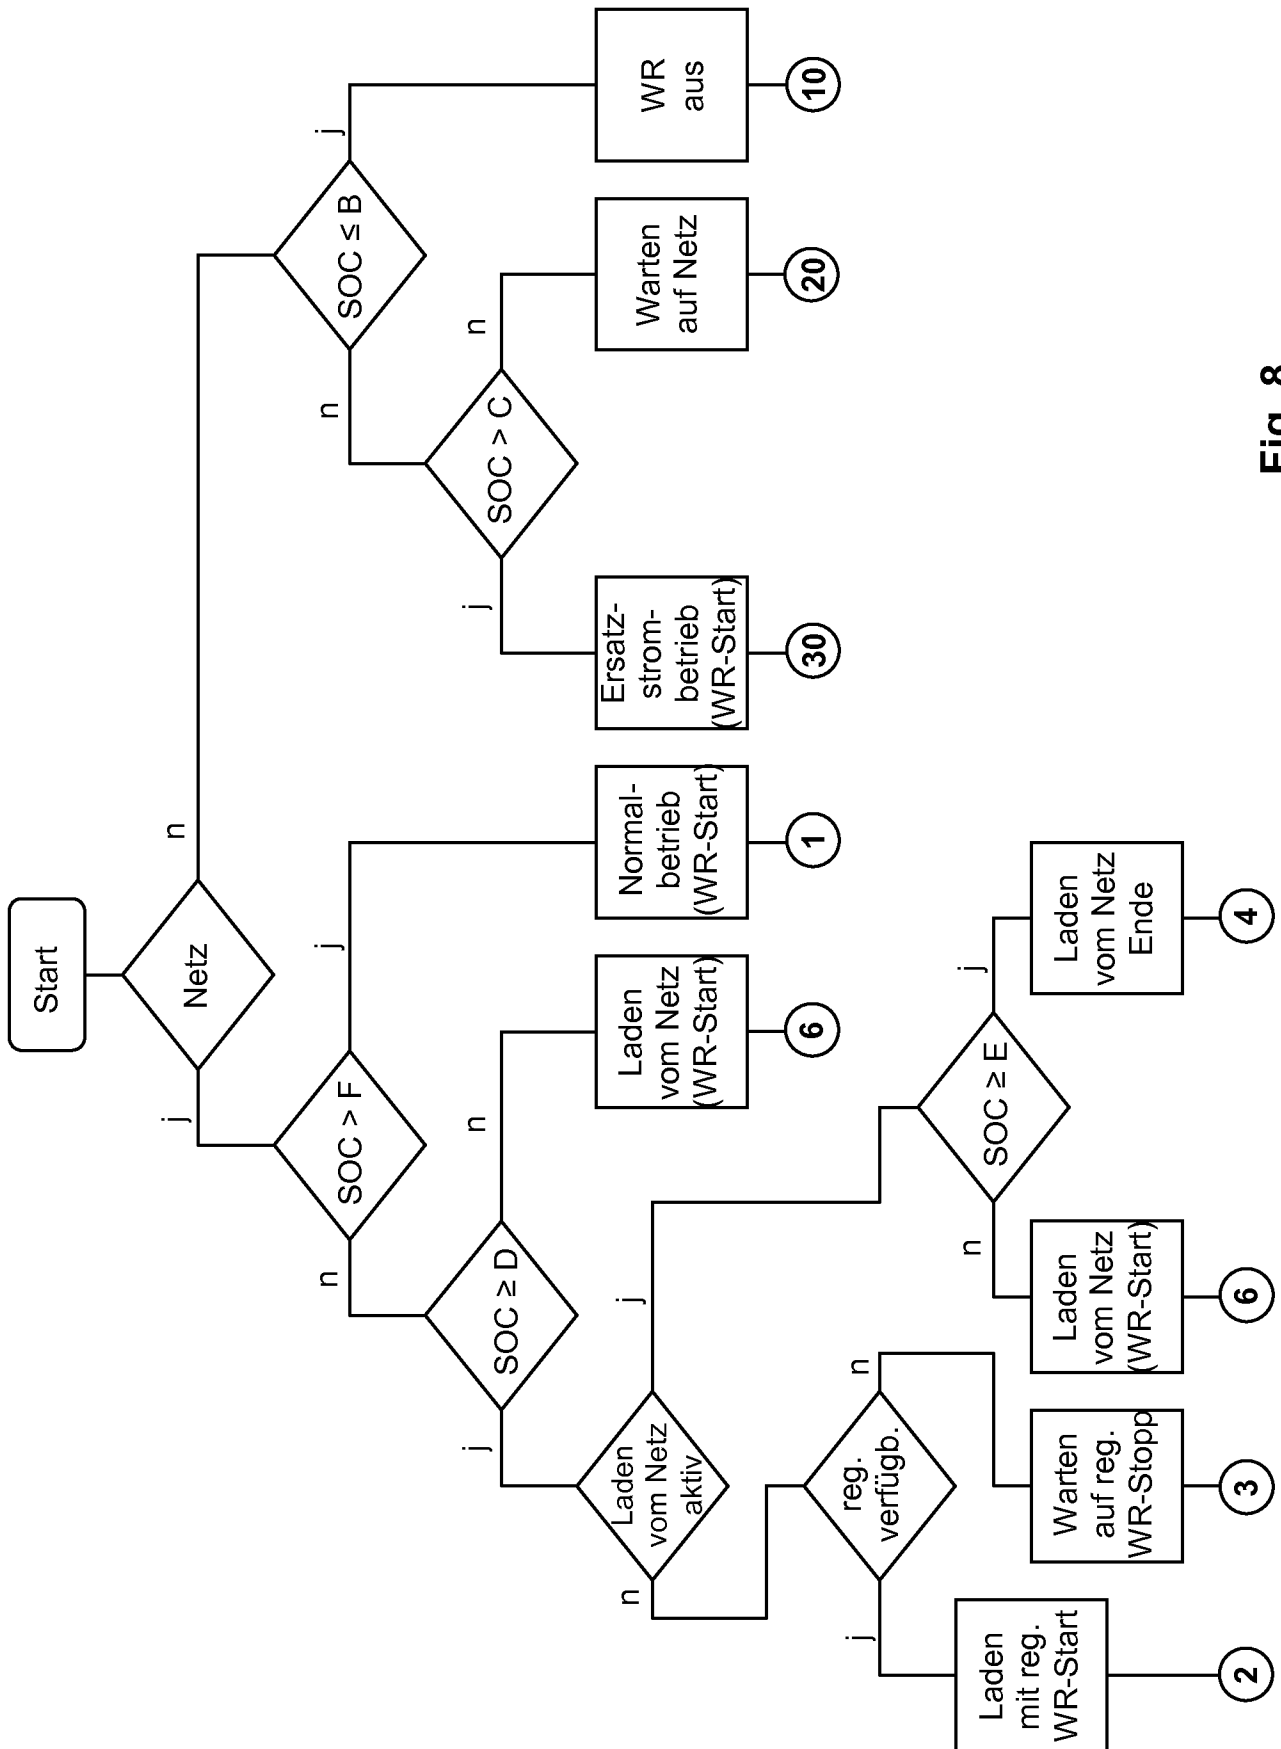 Start
Netz
j
n
SOC > F
n
j
SOC ≤ B
n
j
SOC ≥ D
j
n
SOC > C
j
n
Laden
vom Netz
aktiv
n
j
Laden
vom Netz
(WR-Start)
6
Normal-
betrieb
(WR-Start)
1
Ersatz-
strom-
betrieb
(WR-Start)
30
Warten
auf Netz
20
WR
aus
10
reg.
verfügb.
j
n
SOC ≥ E
n
j
Laden
mit reg.
WR-Start
2
Warten
auf reg.
WR-Stopp
3
Laden
vom Netz
(WR-Start)
6
Laden
vom Netz
Ende
4
Fig. 8